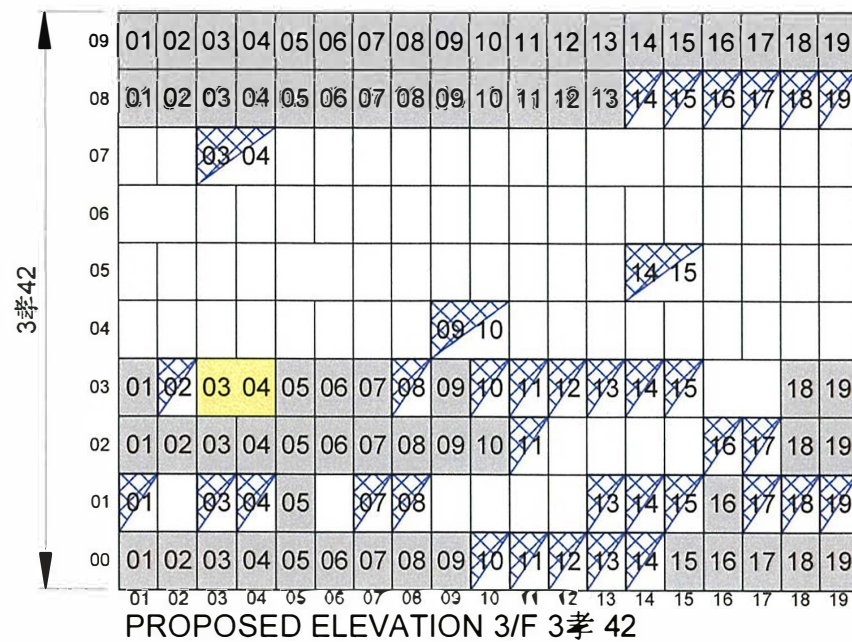 09 01 02 03 04 05 06 07 08 09 10 11 12 13 14 15 16 17 18 19
08 01 02 03 04 05 06 07 08 09 10 11 12 13 14 15 16 17 18 19
07 03 04
06
05 14 15
04 09 10
3孝42
03 01 02 03 04 05 06 07 08 09 10 11 12 13 14 15 18 19
02 01 02 03 04 05 06 07 08 09 10 11 16 17 18 19
01 01 03 04 05 07 08 13 14 15 16 17 18 19
00 01 02 03 04 05 06 07 08 09 10 11 12 13 14 15 16 17 18 19
01 02 03 04 05 06 07 08 09 10 11 12 13 14 15 16 17 18 19
PROPOSED ELEVATION 3/F 3孝 42